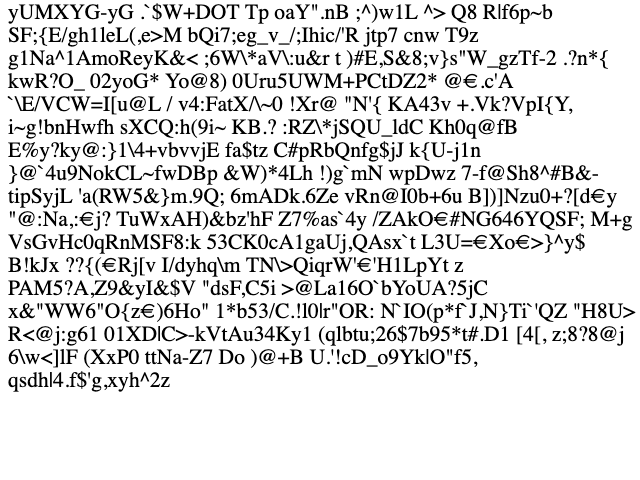 yUMXYG-yG .`$W+DOT Tp oaY".nB ;^)w1L ^> Q8 R|f6p~b
SF;{E/gh1leL(,e>M bQi7;eg_v_/;Ihic/'R jtp7 cnw T9z
g1Na^1AmoReyK&< ;6W\*aV\:u&r t )#E,S&8;v}s"W_gzTf-2 .?n*{
kwR?O_ 02yoG* Yo@8) 0Uru5UWM+PCtDZ2* @€.c'A
`\E/VCW=I[u@L / v4:FatX/\~0 !Xr@ "N'{ KA43v +.Vk?VpI{Y,
i~g!bnHwfh sXCQ:h(9i~ KB.? :RZ\*jSQU_ldC Kh0q@fB
E%y?ky@:}1\4+vbvvjE fa$tz C#pRbQnfg$jJ k{U-j1n
}@`4u9NokCL~fwDBp &W)*4Lh !)g`mN wpDwz 7-f@Sh8^#B&-
tipSyjL 'a(RW5&}m.9Q; 6mADk.6Ze vRn@I0b+6u B])]Nzu0+?[d€y
"@:Na,:€j? TuWxAH)&bz'hF Z7%as`4y /ZAkO€#NG646YQSF; M+g
VsGvHc0qRnMSF8:k 53CK0cA1gaUj,QAsx`t L3U=€Xo€>}^y$
B!kJx ??{(€Rj[v I/dyhq\m TN\>QiqrW'€'H1LpYt z
PAM5?A,Z9&yI&$V "dsF,C5i >@La16O`bYoUA?5jC
x&"WW6"O{z€)6Ho" 1*b53/C.!l0|r"OR: N`IO(p*f`J,N}Ti`'QZ "H8U>
R<@j:g61 01XD|C>-kVtAu34Ky1 (qlbtu;26$7b95*t#.D1 [4[, z;8?8@j
6\w<]lF (XxP0 ttNa-Z7 Do )@+B U.'!cD_o9Yk|O"f5,
qsdh|4.f$'g,xyh^2z